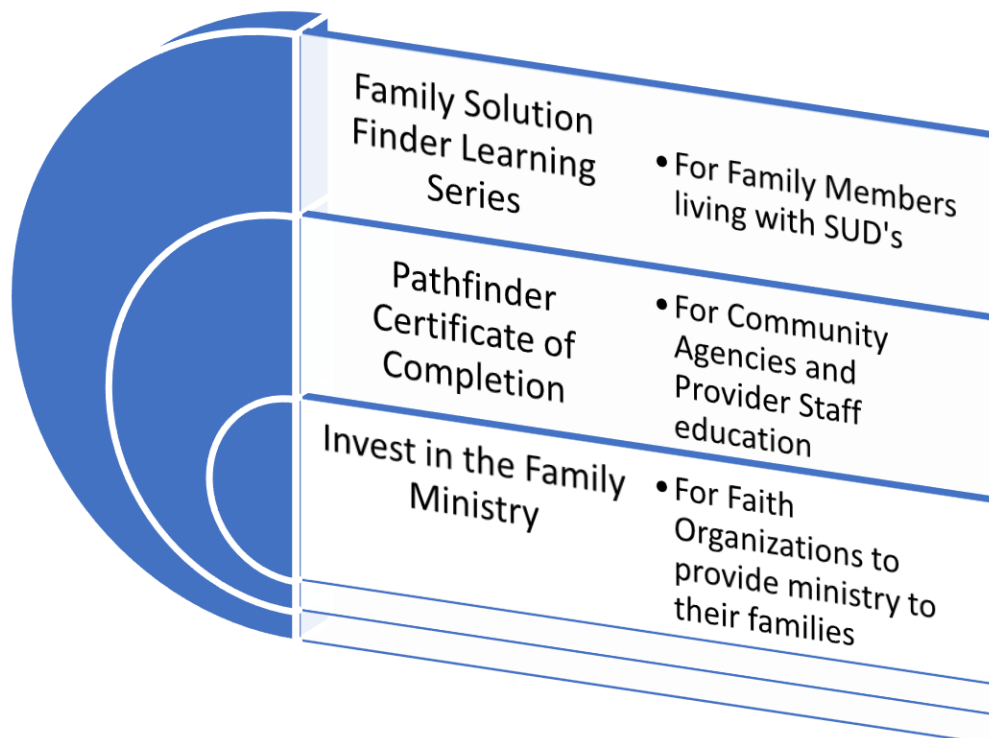 Family Solution
Finder Learning
Series
• For Family Members
living with SUD's
Pathfinder
Certificate of
Completion
• For Community
Agencies and
Provider Staff
education
Invest in the Family
Ministry
• For Faith
Organizations to
provide ministry to
their families